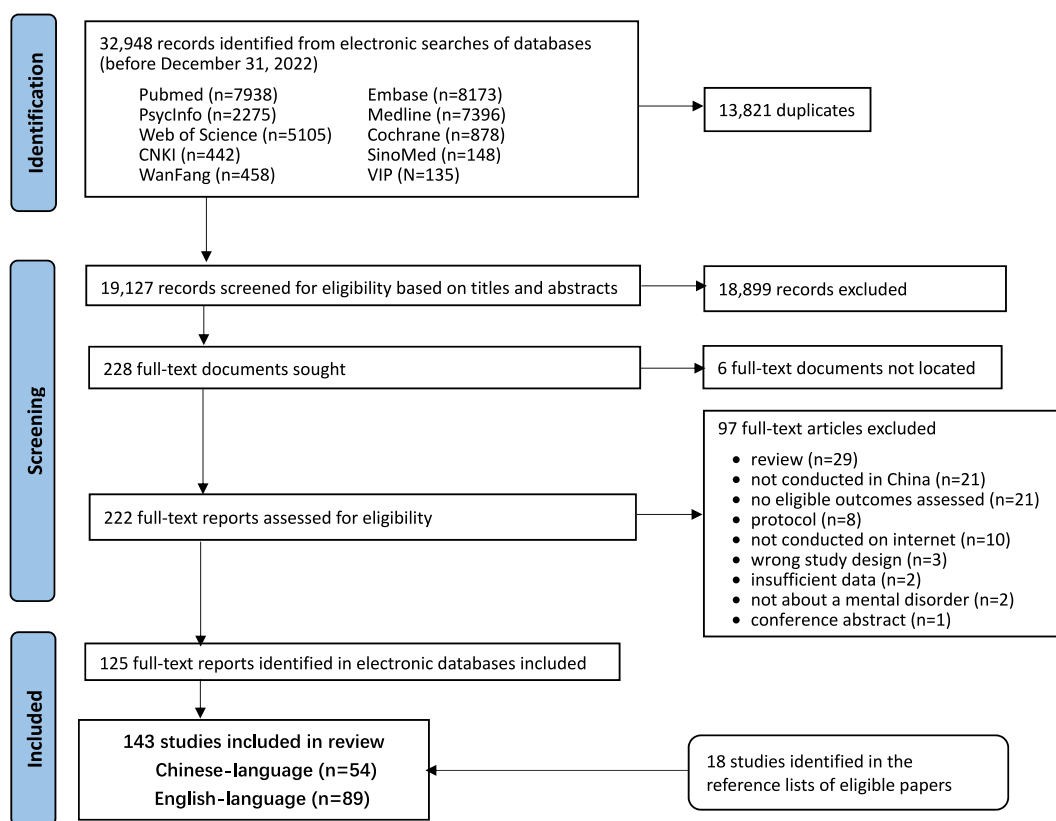 Identification
32,948 records identified from electronic searches of databases
(before December 31, 2022)
Pubmed (n=7938)
Embase (n=8173)
PsycInfo (n=2275)
Medline (n=7396)
Web of Science (n=5105)
Cochrane (n=878)
CNKI (n=442)
SinoMed (n=148)
WanFang (n=458)
VIP (N=135)
13,821 duplicates
Screening
19,127 records screened for eligibility based on titles and abstracts
18,899 records excluded
228 full-text documents sought
6 full-text documents not located
222 full-text reports assessed for eligibility
97 full-text articles excluded
• review (n=29)
• not conducted in China (n=21)
• no eligible outcomes assessed (n=21)
• protocol (n=8)
• not conducted on internet (n=10)
• wrong study design (n=3)
• insufficient data (n=2)
• not about a mental disorder (n=2)
• conference abstract (n=1)
Included
125 full-text reports identified in electronic databases included
143 studies included in review
Chinese-language (n=54)
English-language (n=89)
18 studies identified in the
reference lists of eligible papers